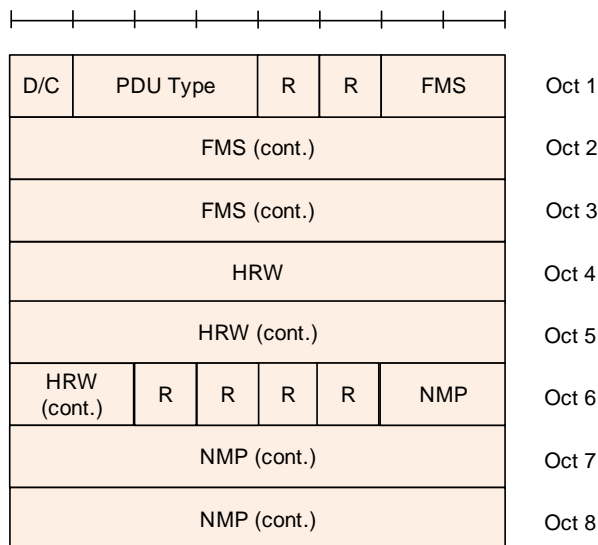 D/C PDU Type R R FMS Oct 1
FMS (cont.) Oct 2
FMS (cont.) Oct 3
HRW Oct 4
HRW (cont.) Oct 5
HRW
(cont.) R R R R NMP Oct 6
NMP (cont.) Oct 7
NMP (cont.) Oct 8